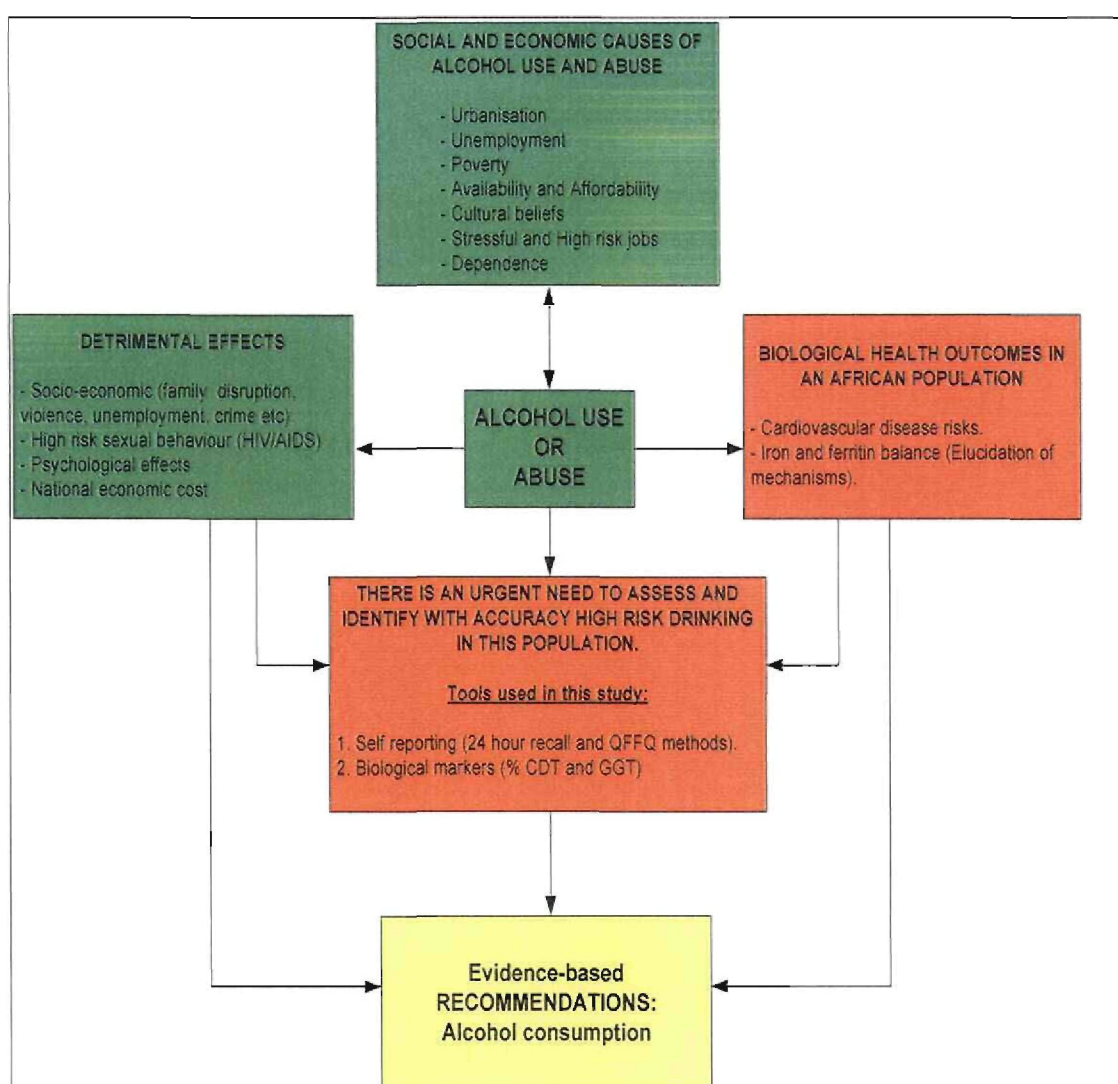 SOCIAL AND ECONOMIC CAUSES OF
ALCOHOL USE AND ABUSE
- Urbanisation
- Unemployment
- Poverty
- Availability and Affordability
- Cultural beliefs
- Stressful and High risk jobs
- Dependence
DETRIMENTAL EFFECTS
- Socio-economic (family disruption,
violence, unemployment, crime etc)
- High risk sexual behaviour (HIV/AIDS)
- Psychological effects
- National economic cost
ALCOHOL USE
OR
ABUSE
BIOLOGICAL HEALTH OUTCOMES IN
AN AFRICAN POPULATION
- Cardiovascular disease risks.
- Iron and ferritin balance (Elucidation of
mechanisms).
THERE IS AN URGENT NEED TO ASSESS AND
IDENTIFY WITH ACCURACY HIGH RISK DRINKING
IN THIS POPULATION.
Tools used in this study:
1. Self reporting (24 hour recall and QFFQ methods).
2. Biological markers (% CDT and GGT)
Evidence-based
RECOMMENDATIONS:
Alcohol consumption